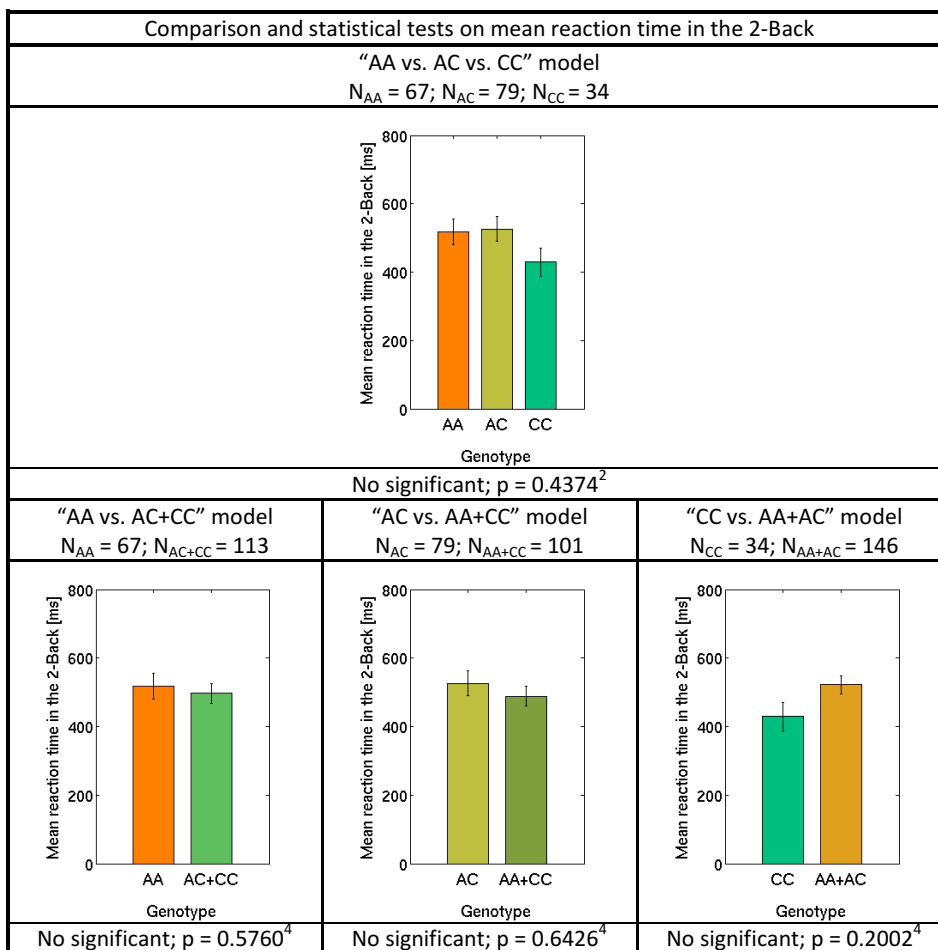 Comparison and statistical tests on mean reaction time in the 2-Back
“AA vs. AC vs. CC” model
N_AA = 67; N_AC = 79; N_CC = 34
Mean reaction time in the 2-Back [ms]
800
600
400
200
0
AA AC CC
Genotype
No significant; p = 0.4374²
“AA vs. AC+CC” model
N_AA = 67; N_AC+CC = 113
Mean reaction time in the 2-Back [ms]
800
600
400
200
0
AA AC+CC
Genotype
No significant; p = 0.5760⁴
“AC vs. AA+CC” model
N_AC = 79; N_AA+CC = 101
Mean reaction time in the 2-Back [ms]
800
600
400
200
0
AC AA+CC
Genotype
No significant; p = 0.6426⁴
“CC vs. AA+AC” model
N_CC = 34; N_AA+AC = 146
Mean reaction time in the 2-Back [ms]
800
600
400
200
0
CC AA+AC
Genotype
No significant; p = 0.2002⁴